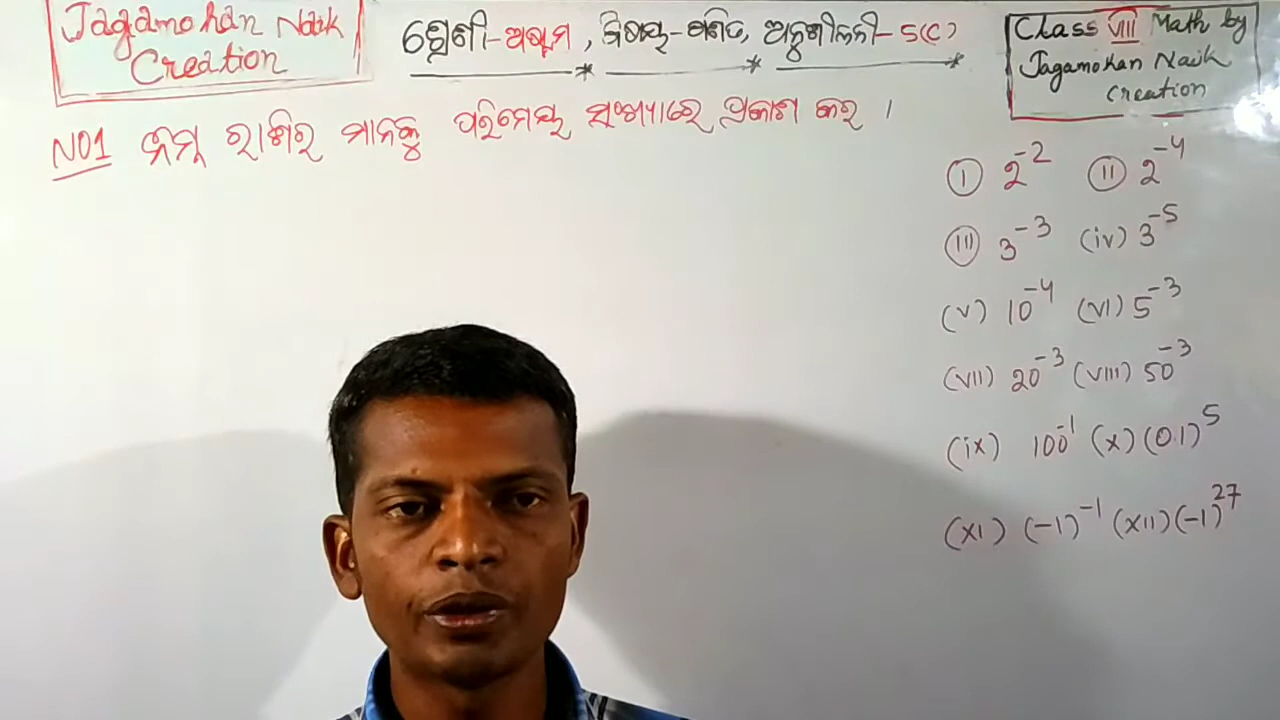 Jagamohan Naik
Creation
ଶ୍ରେଣୀ-ଅଷ୍ଟମ, ବିଷୟ-ଗଣିତ, ଅନୁଶୀଳନୀ-5(C)
Class VIII Math by
Jagamohan Naik
Creation
NO1 ନିମ୍ନ ରାଶିର ମାନକୁ ପରିମେୟ ସଂଖ୍ୟାରେ ପ୍ରକାଶ କର ।
(I) 2⁻² (II) 2⁻⁴
(III) 3⁻³ (iv) 3⁻⁵
(v) 10⁻⁴ (VI) 5⁻³
(VII) 20⁻³ (VIII) 50⁻³
(ix) 100⁻¹ (x) (0.1)⁵
(XI) (-1)⁻¹ (XII) (-1)²⁷